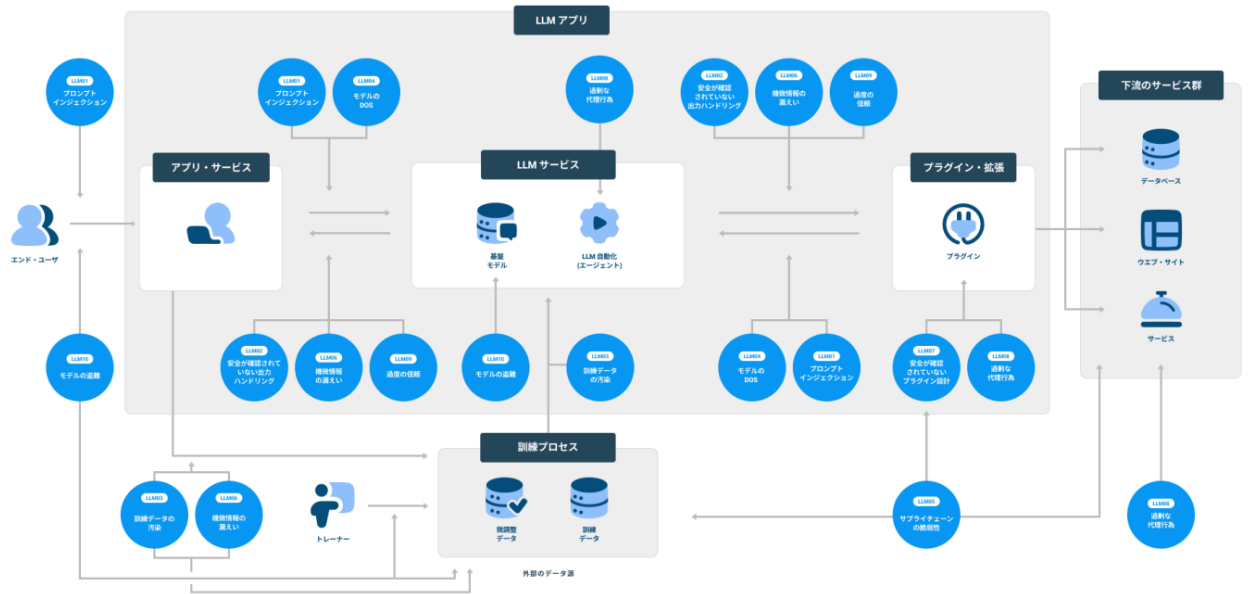 LLM アプリ
LLM01
プロンプト
インジェクション
LLM01
プロンプト
インジェクション
LLM04
モデルの
DOS
LLM08
過剰な
代理行為
LLM02
安全が確認
されていない
出力ハンドリング
LLM06
機微情報の
漏えい
LLM09
過度の
信頼
下流のサービス群
データベース
ウエブ・サイト
サービス
アプリ・サービス
LLM サービス
基盤
モデル
LLM 自動化
(エージェント)
プラグイン・拡張
プラグイン
エンド・ユーザ
LLM10
モデルの盗難
LLM02
安全が確認されて
いない出力
ハンドリング
LLM06
機微情報
の漏えい
LLM09
過度の信頼
LLM10
モデルの盗難
LLM03
訓練データ
の汚染
LLM04
モデルの
DOS
LLM01
プロンプト
インジェクション
LLM07
安全が確認
されていない
プラグイン設計
LLM08
過剰な
代理行為
訓練プロセス
微調整
データ
訓練
データ
外部のデータ源
LLM03
訓練データの
汚染
LLM06
機微情報の
漏えい
トレーナー
LLM05
サプライチェーン
の脆弱性
LLM08
過剰な
代理行為